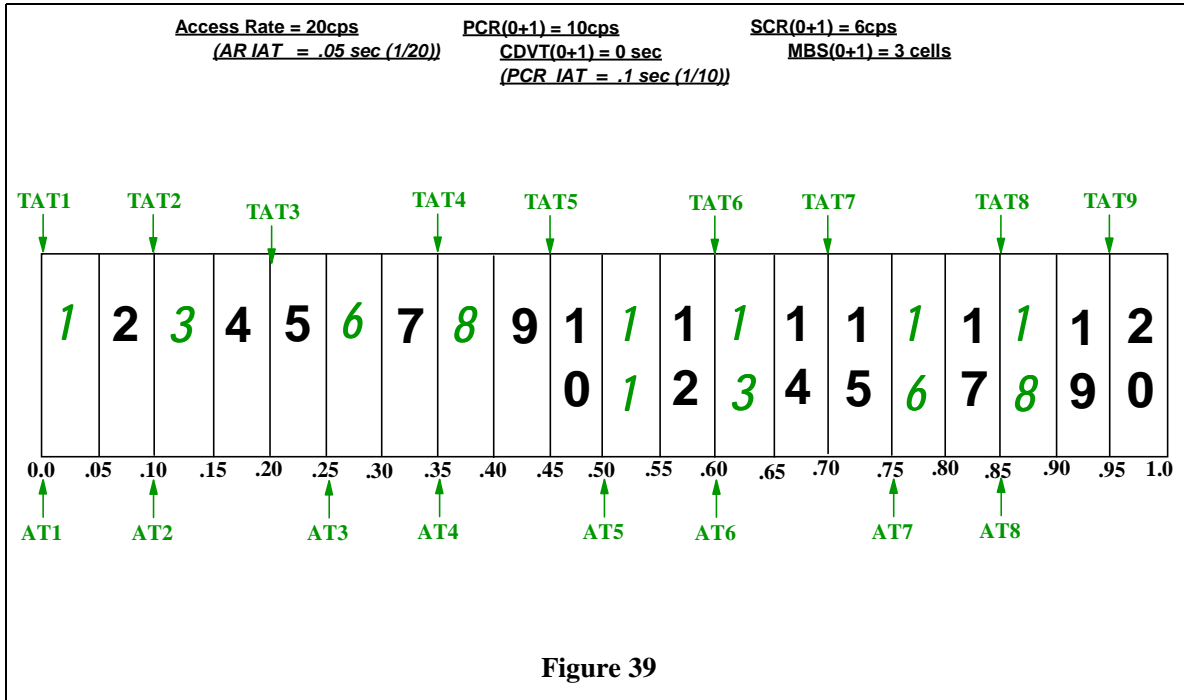 Access Rate = 20cps PCR(0+1) = 10cps SCR(0+1) = 6cps
(AR IAT = .05 sec (1/20)) CDVT(0+1) = 0 sec MBS(0+1) = 3 cells
(PCR IAT = .1 sec (1/10))
TAT1 TAT2 TAT3 TAT4 TAT5 TAT6 TAT7 TAT8 TAT9
1 2 3 4 5 6 7 8 9 10 11 12 13 14 15 16 17 18 19 20
0.0 .05 .10 .15 .20 .25 .30 .35 .40 .45 .50 .55 .60 .65 .70 .75 .80 .85 .90 .95 1.0
AT1 AT2 AT3 AT4 AT5 AT6 AT7 AT8
Figure 39